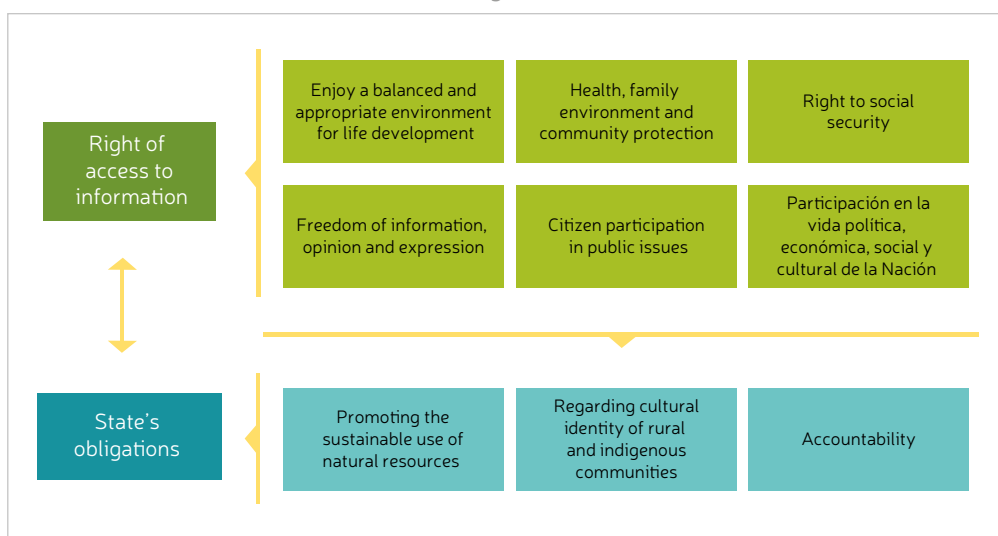 Right of
access to
information
Enjoy a balanced and
appropriate environment
for life development
Health, family
environment and
community protection
Right to social
security
Freedom of information,
opinion and expression
Citizen participation
in public issues
Participación en la
vida política,
económica, social y
cultural de la Nación
State’s
obligations
Promoting the
sustainable use of
natural resources
Regarding cultural
identity of rural
and indigenous
communities
Accountability